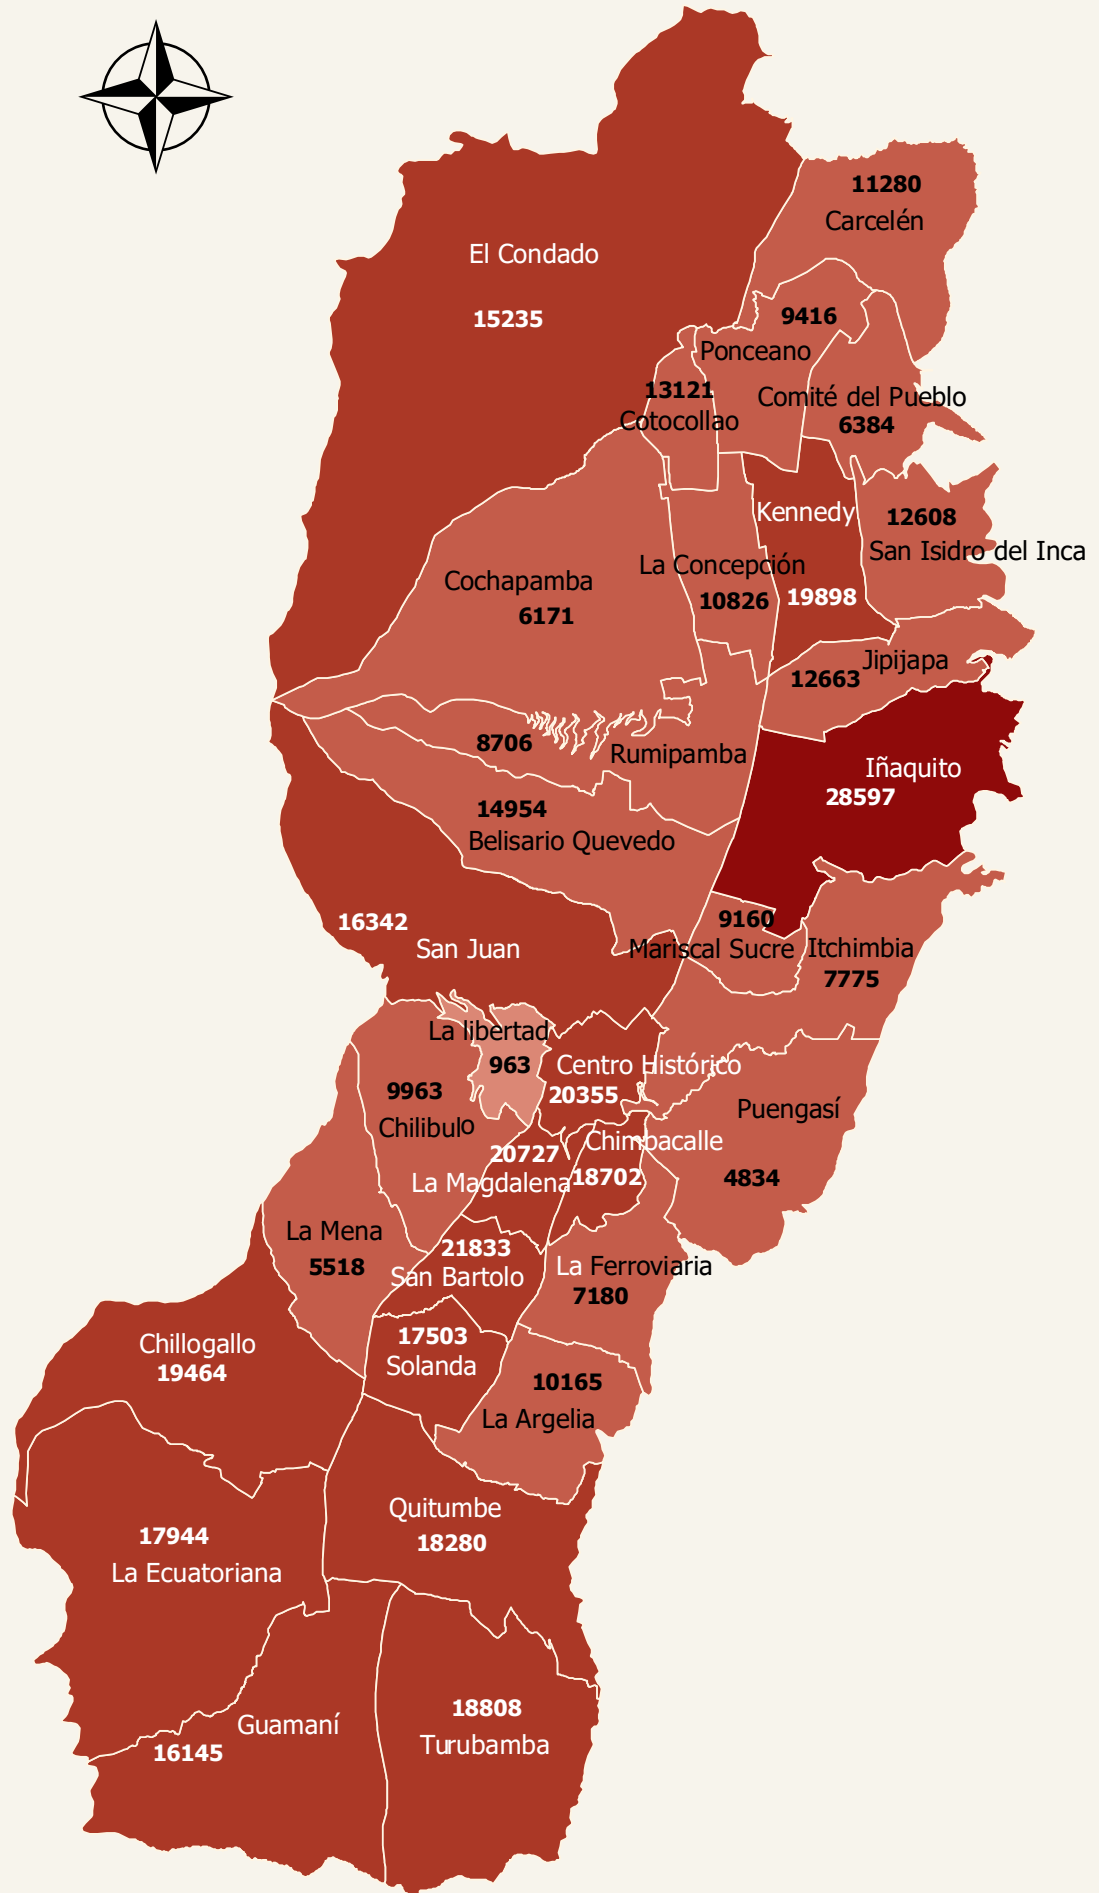 11280
Carcelén
El Condado
15235
9416
Ponceano
13121
Cotocollao
Comité del Pueblo
6384
Kennedy
19898
12608
San Isidro del Inca
La Concepción
10826
Cochapamba
6171
Jipijapa
12663
8706
Rumipamba
Iñaquito
28597
14954
Belisario Quevedo
16342
San Juan
9160
Mariscal Sucre
Itchimbia
7775
La libertad
963
Centro Histórico
20355
9963
Chilibulo
Puengasí
4834
Chimbacalle
18702
20727
La Magdalena
La Mena
5518
21833
San Bartolo
La Ferroviaria
7180
Chillogallo
19464
17503
Solanda
10165
La Argelia
Quitumbe
18280
17944
La Ecuatoriana
Guamaní
16145
18808
Turubamba